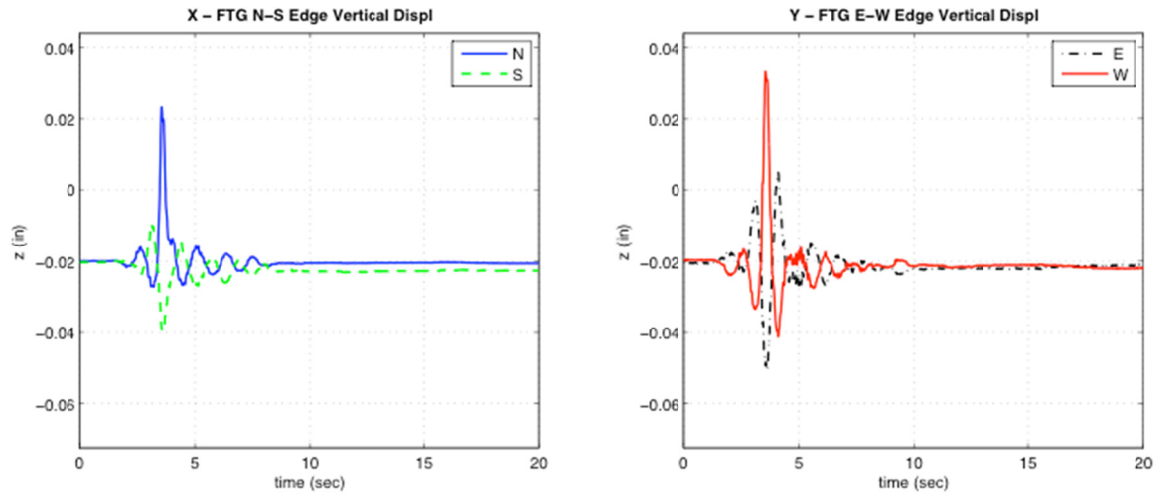 X – FTG N–S Edge Vertical Displ
0.04
0.02
0
–0.02
–0.04
–0.06
z (in)
N
S
0 5 10 15 20
time (sec)
Y – FTG E–W Edge Vertical Displ
0.04
0.02
0
–0.02
–0.04
–0.06
z (in)
E
W
0 5 10 15 20
time (sec)